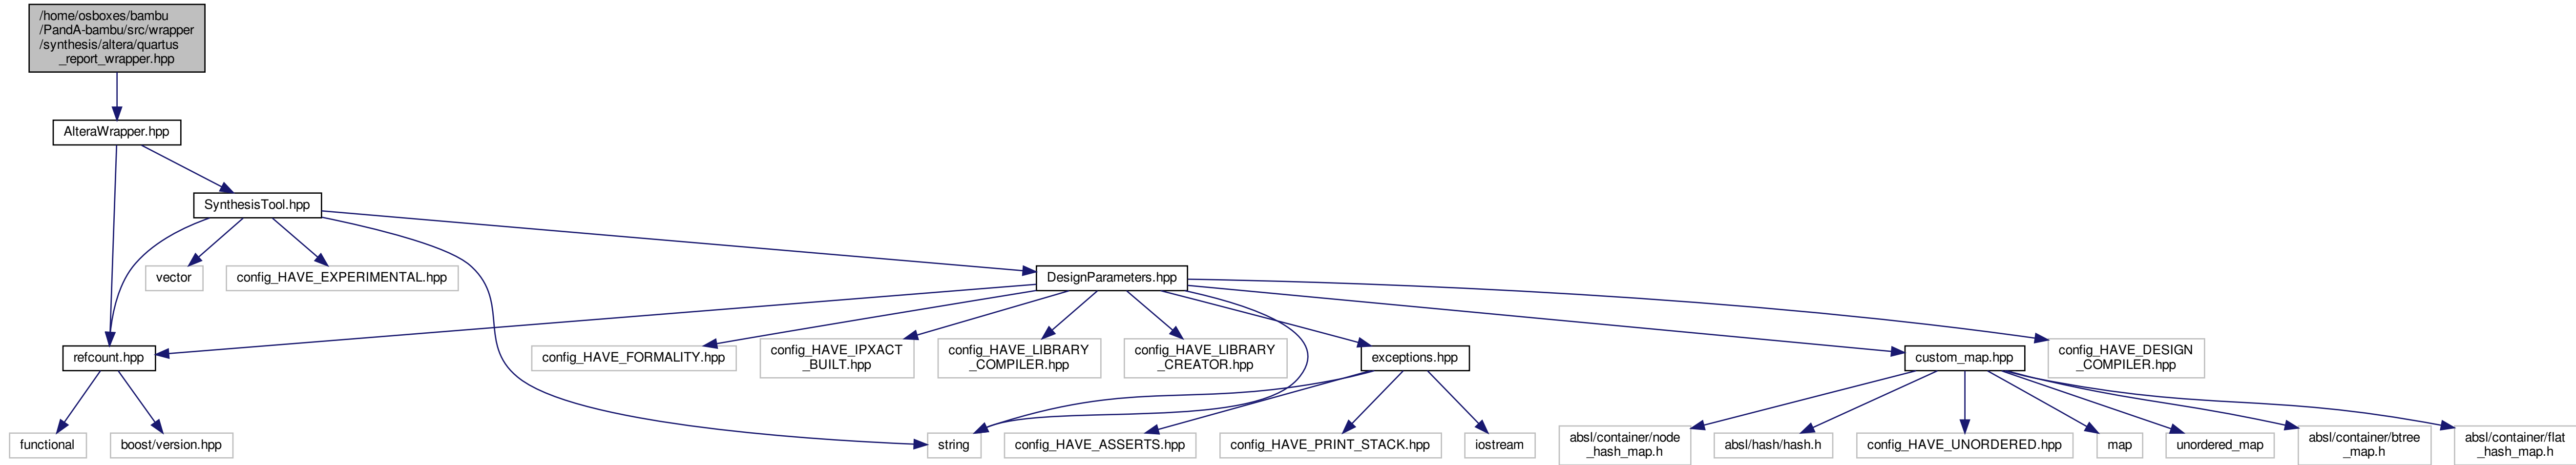 /home/osboxes/bambu
/PandA-bambu/src/wrapper
/synthesis/altera/quartus
_report_wrapper.hpp
AlteraWrapper.hpp
SynthesisTool.hpp
vector
config_HAVE_EXPERIMENTAL.hpp
DesignParameters.hpp
refcount.hpp
config_HAVE_FORMALITY.hpp
config_HAVE_IPXACT
_BUILT.hpp
config_HAVE_LIBRARY
_COMPILER.hpp
config_HAVE_LIBRARY
_CREATOR.hpp
exceptions.hpp
custom_map.hpp
config_HAVE_DESIGN
_COMPILER.hpp
functional
boost/version.hpp
string
config_HAVE_ASSERTS.hpp
config_HAVE_PRINT_STACK.hpp
iostream
absl/container/node
_hash_map.h
absl/hash/hash.h
config_HAVE_UNORDERED.hpp
map
unordered_map
absl/container/btree
_map.h
absl/container/flat
_hash_map.h